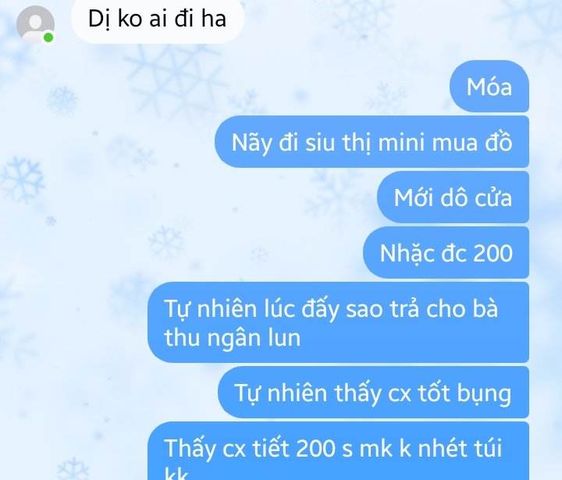 Dị ko ai đi ha
Móa
Nãy đi siu thị mini mua đồ
Mới dô cửa
Nhặc đc 200
Tự nhiên lúc đấy sao trả cho bà
thu ngân lun
Tự nhiên thấy cx tốt bụng
Thấy cx tiết 200 s mk k nhét túi
kk